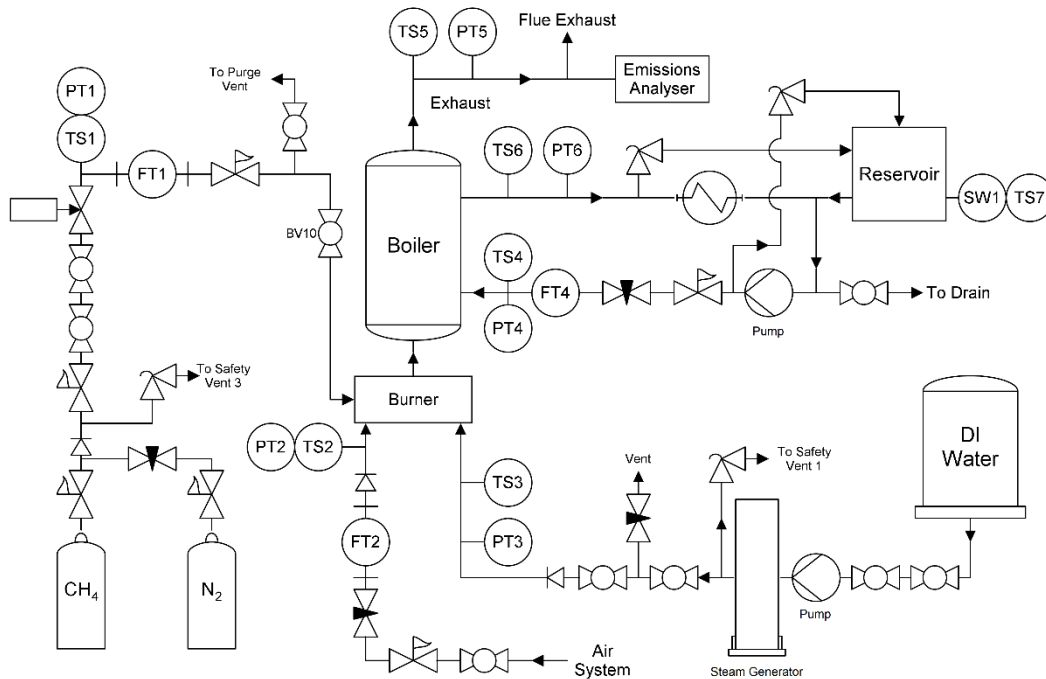 TS5
PT5
Flue Exhaust
Emissions
Analyser
Exhaust
To Purge
Vent
PT1
TS1
FT1
BV10
TS6
PT6
Reservoir
SW1
TS7
Boiler
TS4
FT4
PT4
Pump
To Drain
To Safety
Vent 3
Burner
PT2
TS2
DI
Water
Vent
To Safety
Vent 1
TS3
PT3
FT2
CH4
N2
Pump
Air
System
Steam Generator